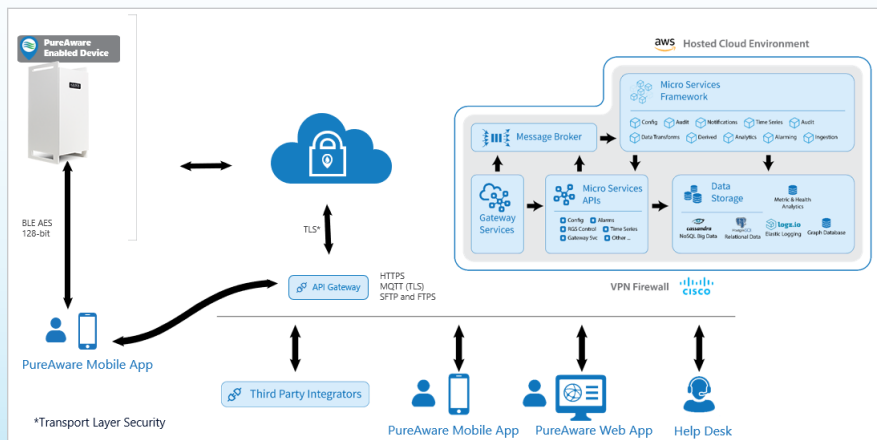 PureAware
Enabled Device
aws Hosted Cloud Environment
Micro Services
Framework
Config Audit Notifications Time Series Audit
Data Transforms Derived Analytics Alarming Ingestion
Message Broker
Gateway
Services
Micro Services
APIs
Config Alarms
RGS Control Time Series
Gateway Svc Other ...
Data
Storage
Metric & Health
Analytics
cassandra
NoSQL Big Data
Relational Data
logz.io
Elastic Logging
Graph Database
VPN Firewall
CISCO
BLE AES
128-bit
TLS*
API Gateway
HTTPS
MQTT (TLS)
SFTP and FTPS
PureAware Mobile App
Third Party Integrators
PureAware Mobile App
PureAware Web App
Help Desk
*Transport Layer Security